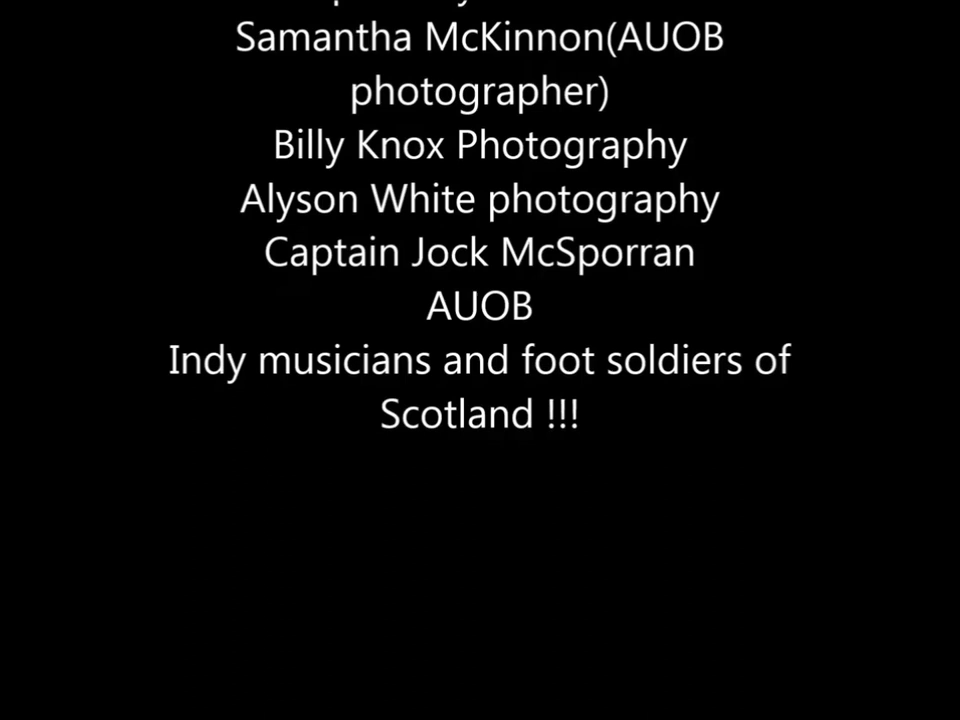 Samantha McKinnon(AUOB
photographer)
Billy Knox Photography
Alyson White photography
Captain Jock McSporran
AUOB
Indy musicians and foot soldiers of
Scotland !!!